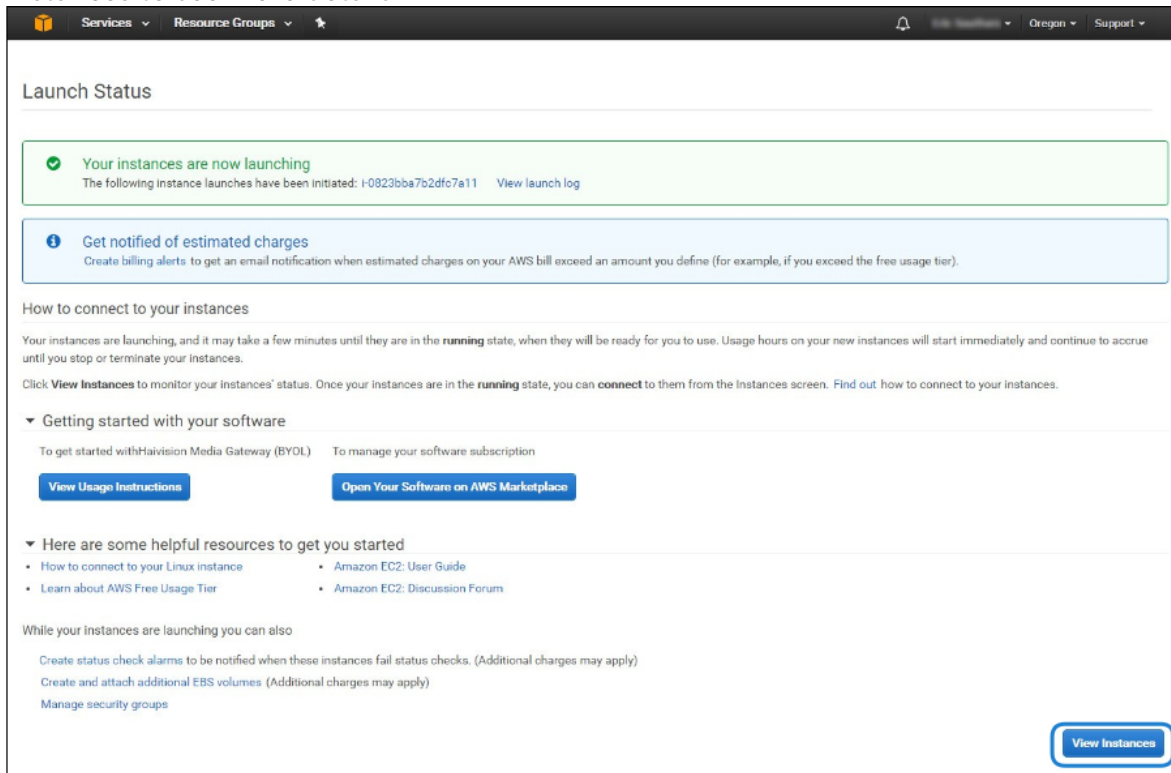 Services Resource Groups Oregon Support
Launch Status
Your instances are now launching
The following instance launches have been initiated: i-0823bba7b2dfc7a11 View launch log
Get notified of estimated charges
Create billing alerts to get an email notification when estimated charges on your AWS bill exceed an amount you define (for example, if you exceed the free usage tier).
How to connect to your instances
Your instances are launching, and it may take a few minutes until they are in the running state, when they will be ready for you to use. Usage hours on your new instances will start immediately and continue to accrue
until you stop or terminate your instances.
Click View Instances to monitor your instances' status. Once your instances are in the running state, you can connect to them from the Instances screen. Find out how to connect to your instances.
Getting started with your software
To get started withHaivision Media Gateway (BYOL) To manage your software subscription
View Usage Instructions Open Your Software on AWS Marketplace
Here are some helpful resources to get you started
• How to connect to your Linux instance • Amazon EC2: User Guide
• Learn about AWS Free Usage Tier • Amazon EC2: Discussion Forum
While your instances are launching you can also
Create status check alarms to be notified when these instances fail status checks. (Additional charges may apply)
Create and attach additional EBS volumes (Additional charges may apply)
Manage security groups
View Instances